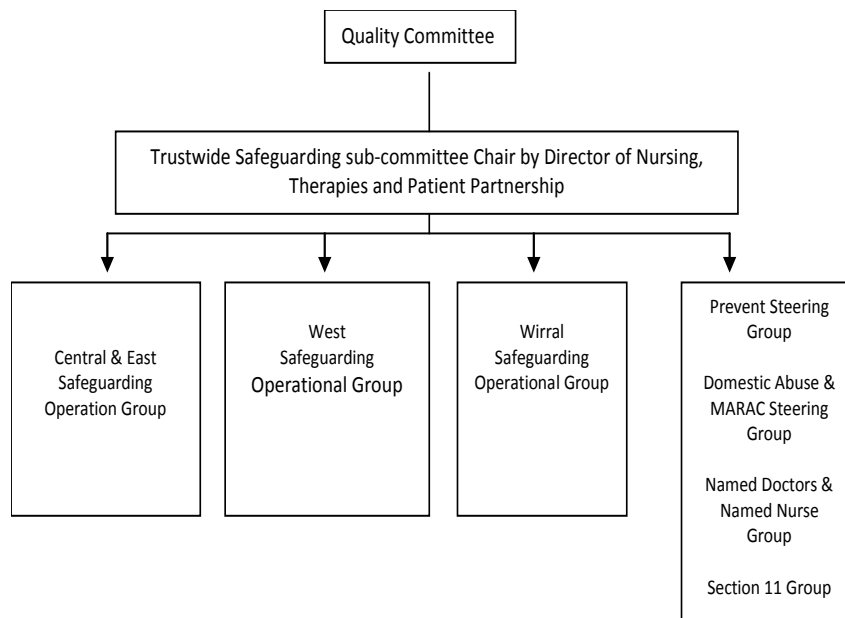 Quality Committee
Trustwide Safeguarding sub-committee Chair by Director of Nursing,
Therapies and Patient Partnership
Central & East
Safeguarding
Operation Group
West
Safeguarding
Operational Group
Wirral
Safeguarding
Operational Group
Prevent Steering
Group
Domestic Abuse &
MARAC Steering
Group
Named Doctors &
Named Nurse
Group
Section 11 Group